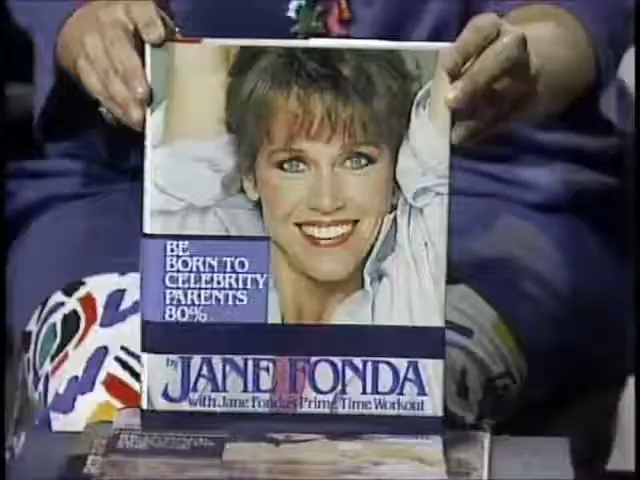 BE
BORN TO
CELEBRITY
PARENTS
80%
by
JANE FONDA
with Jane Fonda's Prime Time Workout